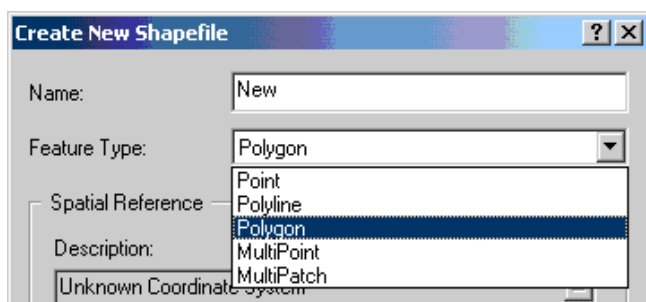 Create New Shapefile
Name: New
Feature Type: Polygon
Point
Polyline
Polygon
MultiPoint
MultiPatch
Spatial Reference
Description:
Unknown Coordinate System